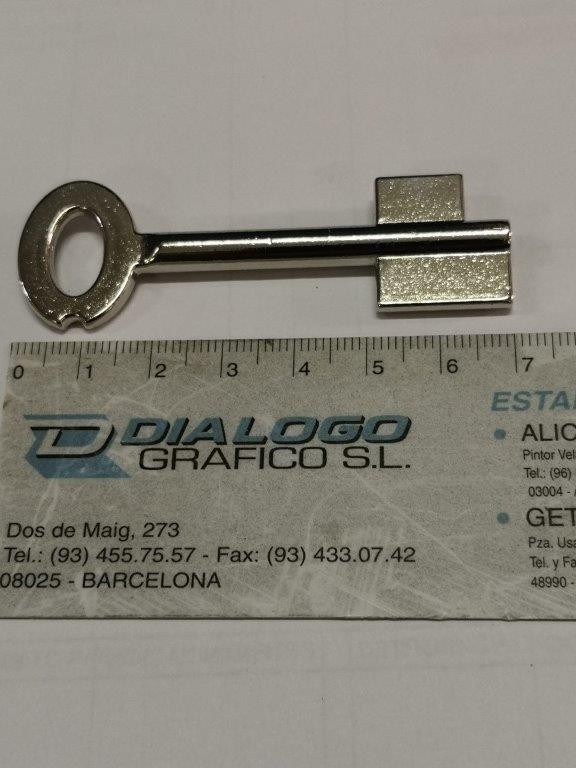 0 1 2 3 4 5 6 7
DIALOGO
GRAFICO S.L.
Dos de Maig, 273
Tel.: (93) 455.75.57 - Fax: (93) 433.07.42
08025 - BARCELONA
• ALIC
Pintor Vel
Tel.: (96)
03004 -
• GET
Pza. Usa
Tel. y Fa
48990 -